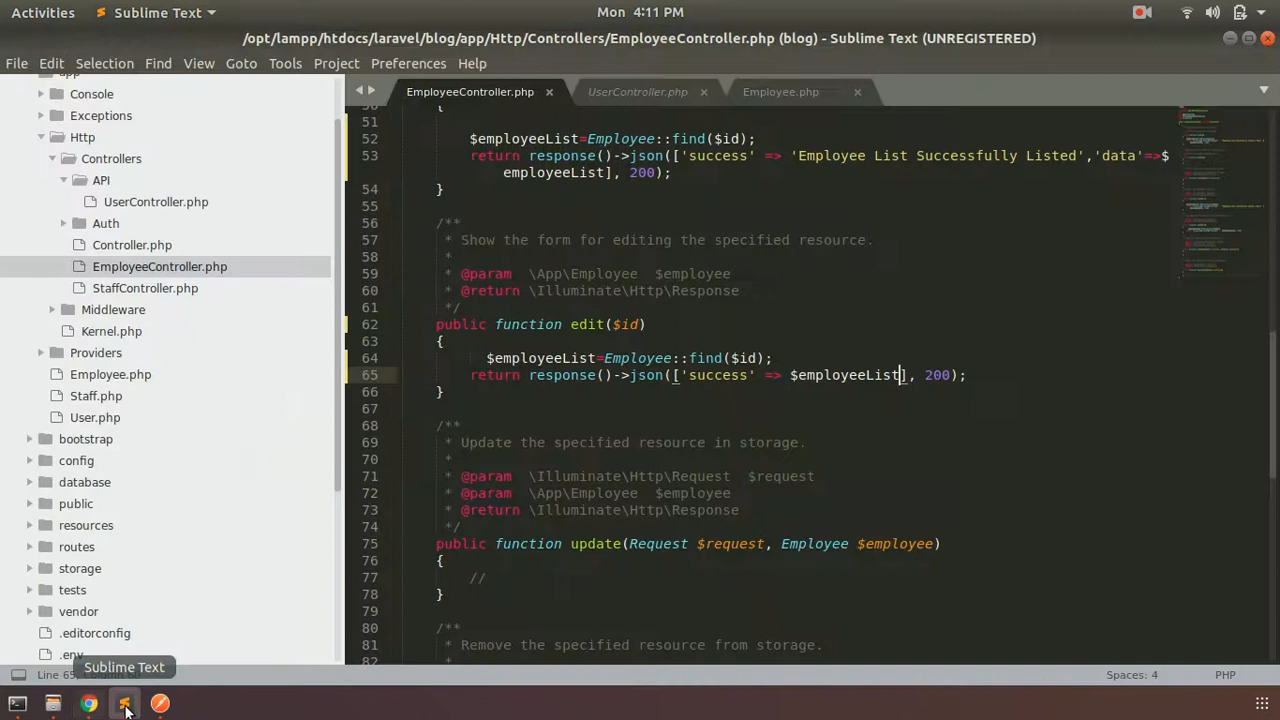 Activities Sublime Text Mon 4:11 PM
/opt/lampp/htdocs/laravel/blog/app/Http/Controllers/EmployeeController.php (blog) - Sublime Text (UNREGISTERED)
File Edit Selection Find View Goto Tools Project Preferences Help
app
Console
Exceptions
Http
Controllers
API
UserController.php
Auth
Controller.php
EmployeeController.php
StaffController.php
Middleware
Kernel.php
Providers
Employee.php
Staff.php
User.php
bootstrap
config
database
public
resources
routes
storage
tests
vendor
.editorconfig
.env
Sublime Text
EmployeeController.php UserController.php Employee.php
50 {
51
52 $employeeList=Employee::find($id);
53 return response()->json(['success' => 'Employee List Successfully Listed','data'=>$
employeeList], 200);
54 }
55
56 /**
57 * Show the form for editing the specified resource.
58 *
59 * @param \App\Employee $employee
60 * @return \Illuminate\Http\Response
61 */
62 public function edit($id)
63 {
64 $employeeList=Employee::find($id);
65 return response()->json(['success' => $employeeList], 200);
66 }
67
68 /**
69 * Update the specified resource in storage.
70 *
71 * @param \Illuminate\Http\Request $request
72 * @param \App\Employee $employee
73 * @return \Illuminate\Http\Response
74 */
75 public function update(Request $request, Employee $employee)
76 {
77 //
78 }
79
80 /**
81 * Remove the specified resource from storage.
82 *
Line 65, Column 60 Spaces: 4 PHP